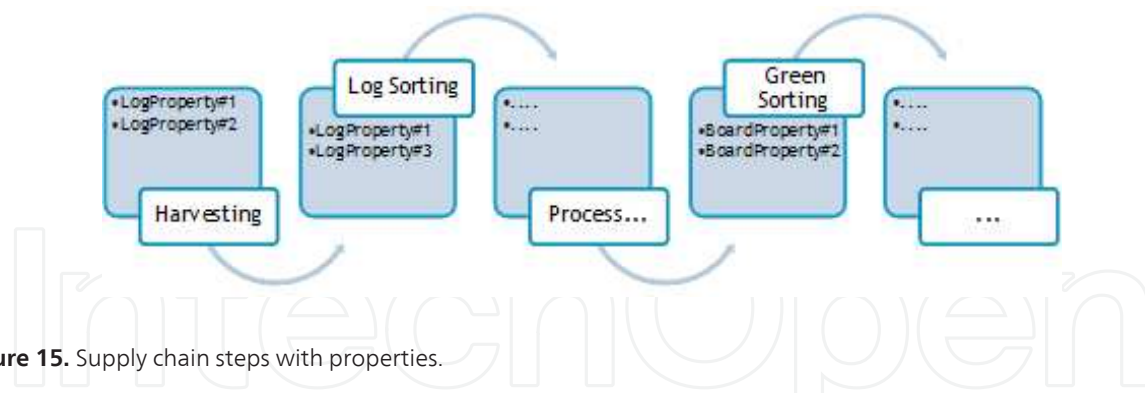 •LogProperty#1
•LogProperty#2
Harvesting
Log Sorting
•LogProperty#1
•LogProperty#3
•....
•....
Process...
Green
Sorting
•BoardProperty#1
•BoardProperty#2
•....
•....
...
IntechOpen
ure 15. Supply chain steps with properties.